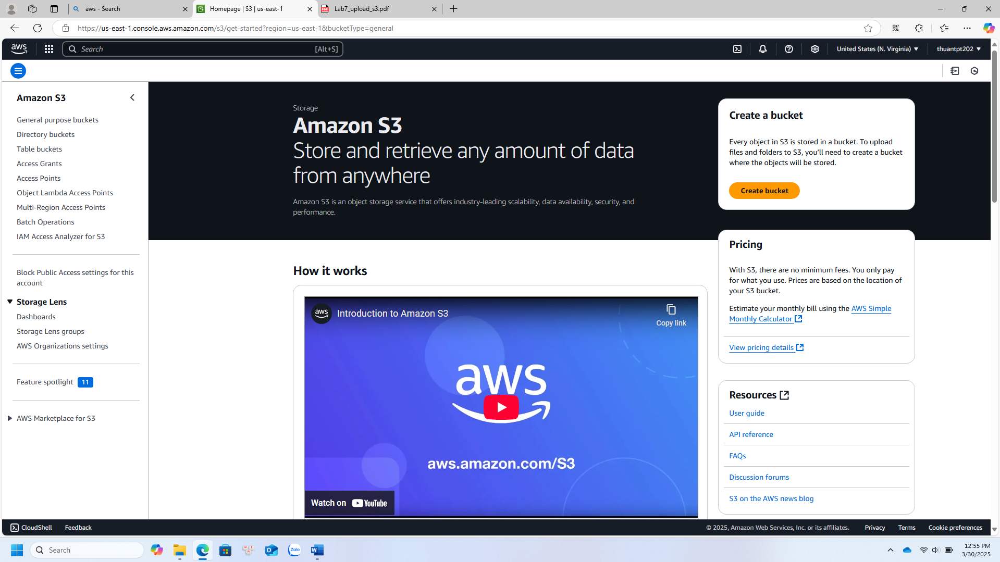 aws - Search
Homepage | S3 | us-east-1
Lab7_upload_s3.pdf
https://us-east-1.console.aws.amazon.com/s3/get-started?region=us-east-1&bucketType=general
aws
Search
[Alt+S]
United States (N. Virginia)
thuantpt202
Amazon S3
General purpose buckets
Directory buckets
Table buckets
Access Grants
Access Points
Object Lambda Access Points
Multi-Region Access Points
Batch Operations
IAM Access Analyzer for S3
Block Public Access settings for this
account
Storage Lens
Dashboards
Storage Lens groups
AWS Organizations settings
Feature spotlight 11
AWS Marketplace for S3
Storage
Amazon S3
Store and retrieve any amount of data
from anywhere
Amazon S3 is an object storage service that offers industry-leading scalability, data availability, security, and
performance.
How it works
aws
Introduction to Amazon S3
Copy link
aws
aws.amazon.com/S3
Watch on YouTube
Create a bucket
Every object in S3 is stored in a bucket. To upload
files and folders to S3, you’ll need to create a bucket
where the objects will be stored.
Create bucket
Pricing
With S3, there are no minimum fees. You only pay
for what you use. Prices are based on the location of
your S3 bucket.
Estimate your monthly bill using the AWS Simple
Monthly Calculator
View pricing details
Resources
User guide
API reference
FAQs
Discussion forums
S3 on the AWS news blog
CloudShell
Feedback
© 2025, Amazon Web Services, Inc. or its affiliates.
Privacy
Terms
Cookie preferences
Search
Zalo
12:55 PM
3/30/2025